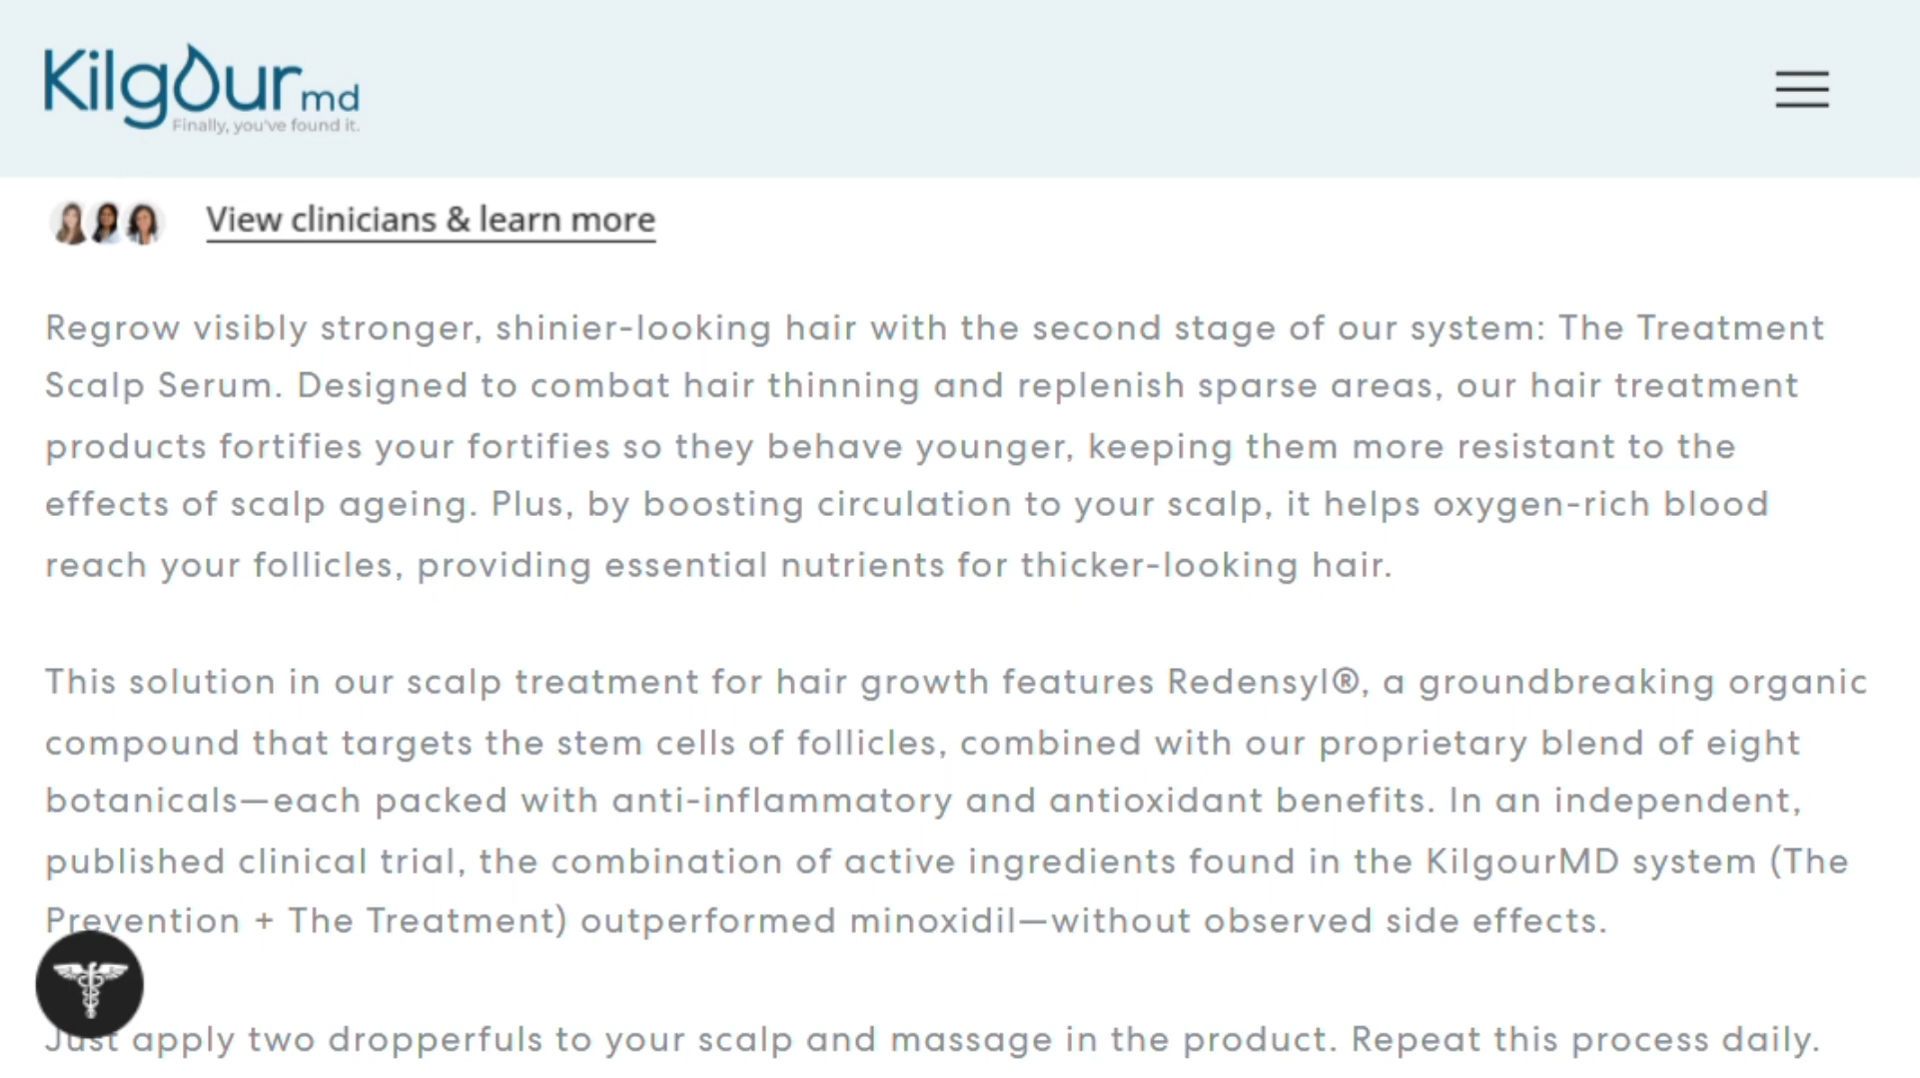 Kilgour md
Finally, you've found it.
View clinicians & learn more
Regrow visibly stronger, shinier-looking hair with the second stage of our system: The Treatment
Scalp Serum. Designed to combat hair thinning and replenish sparse areas, our hair treatment
products fortifies your fortifies so they behave younger, keeping them more resistant to the
effects of scalp ageing. Plus, by boosting circulation to your scalp, it helps oxygen-rich blood
reach your follicles, providing essential nutrients for thicker-looking hair.
This solution in our scalp treatment for hair growth features Redensyl®, a groundbreaking organic
compound that targets the stem cells of follicles, combined with our proprietary blend of eight
botanicals—each packed with anti-inflammatory and antioxidant benefits. In an independent,
published clinical trial, the combination of active ingredients found in the KilgourMD system (The
Prevention + The Treatment) outperformed minoxidil—without observed side effects.
Just apply two dropperfuls to your scalp and massage in the product. Repeat this process daily.